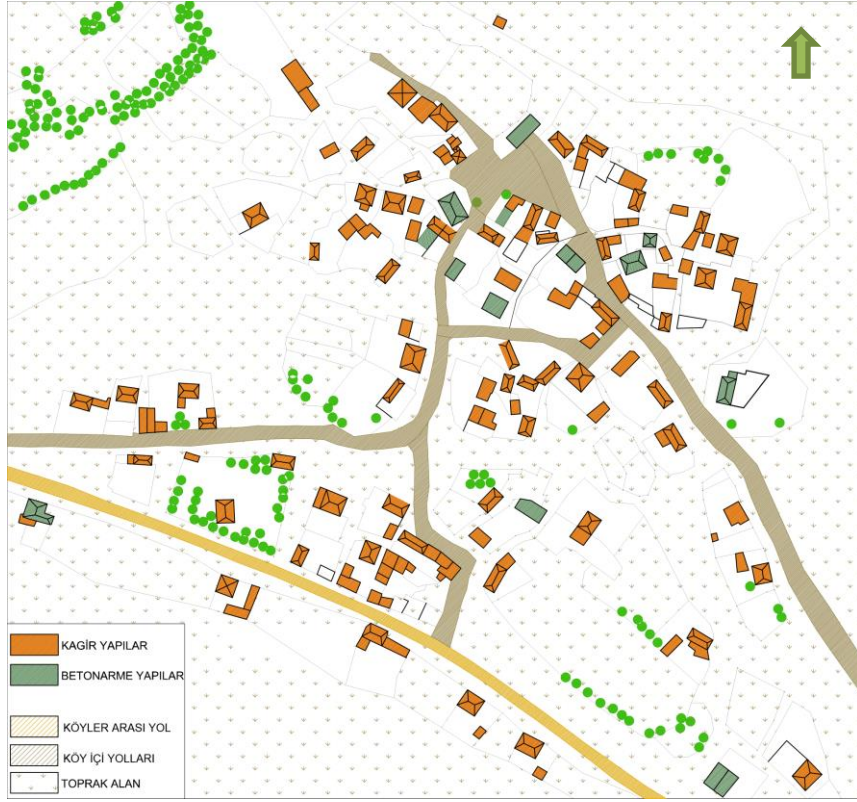 KAGİR YAPILAR
BETONARME YAPILAR
KÖYLER ARASI YOL
KÖY İÇİ YOLLARI
TOPRAK ALAN